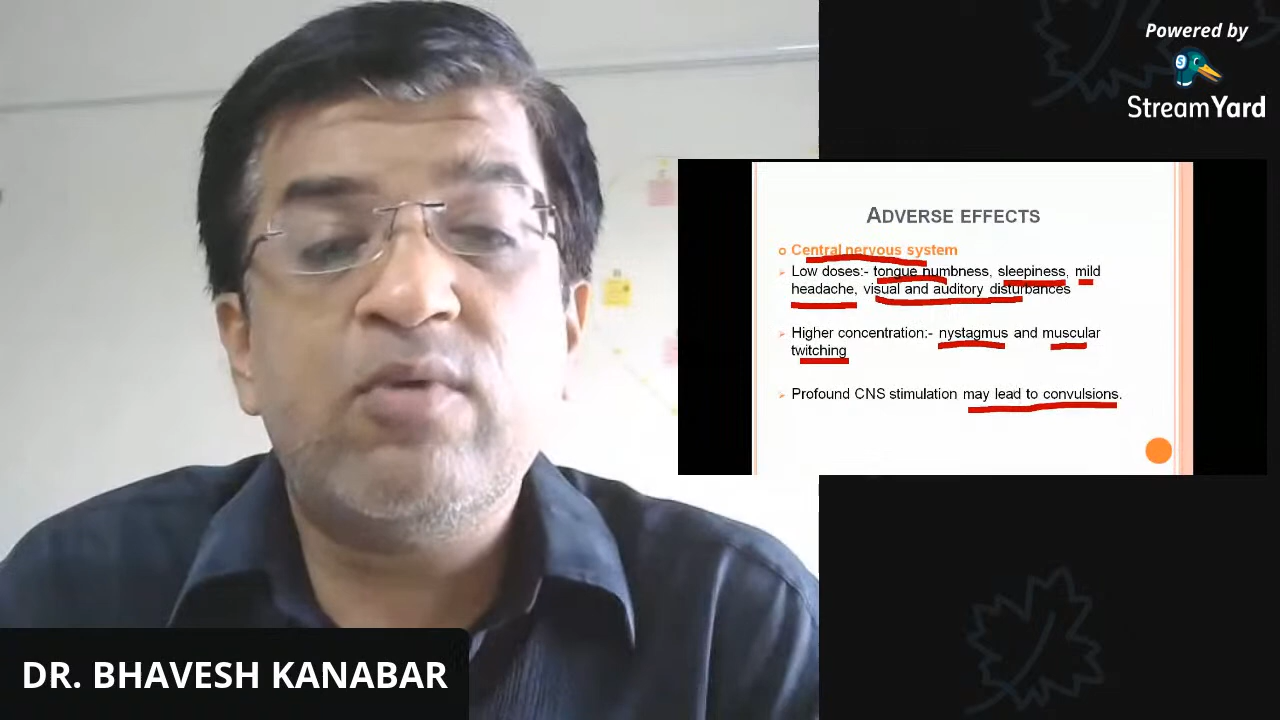 Powered by
StreamYard
ADVERSE EFFECTS
Central nervous system
Low doses:- tongue numbness, sleepiness, mild
headache, visual and auditory disturbances
Higher concentration:- nystagmus and muscular
twitching
Profound CNS stimulation may lead to convulsions.
DR. BHAVESH KANABAR